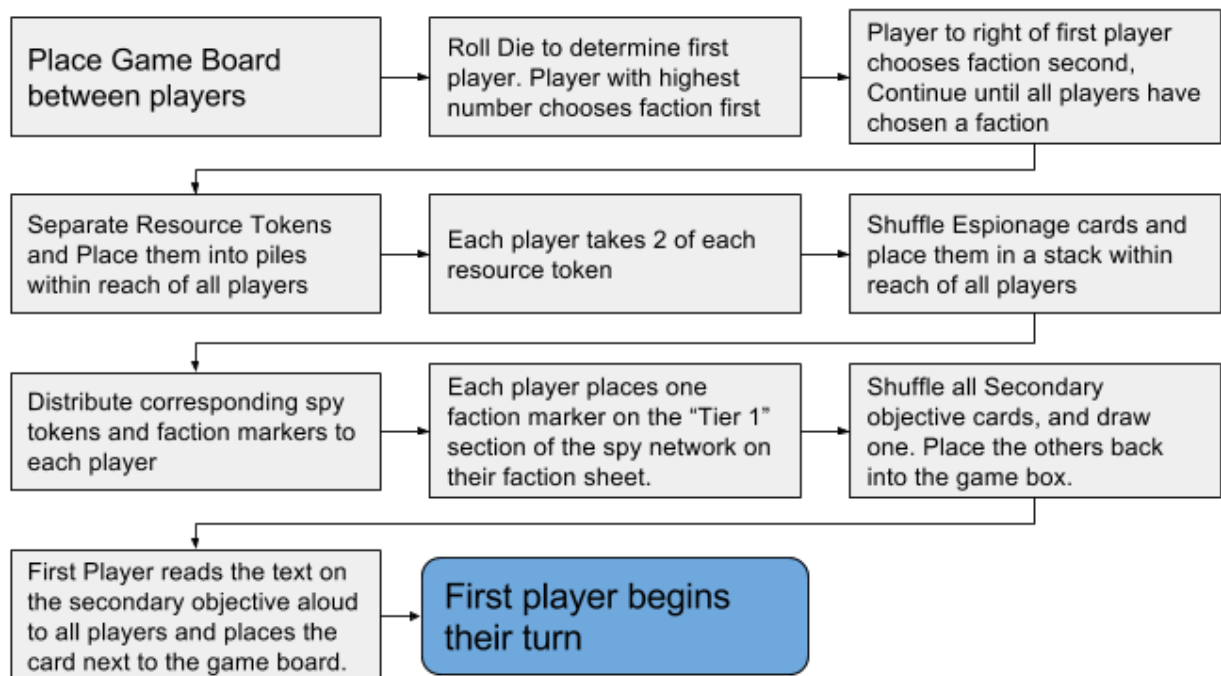 Place Game Board
between players
Roll Die to determine first
player. Player with highest
number chooses faction first
Player to right of first player
chooses faction second,
Continue until all players have
chosen a faction
Separate Resource Tokens
and Place them into piles
within reach of all players
Each player takes 2 of each
resource token
Shuffle Espionage cards and
place them in a stack within
reach of all players
Distribute corresponding spy
tokens and faction markers to
each player
Each player places one
faction marker on the “Tier 1”
section of the spy network on
their faction sheet.
Shuffle all Secondary
objective cards, and draw
one. Place the others back
into the game box.
First Player reads the text on
the secondary objective aloud
to all players and places the
card next to the game board.
First player begins
their turn